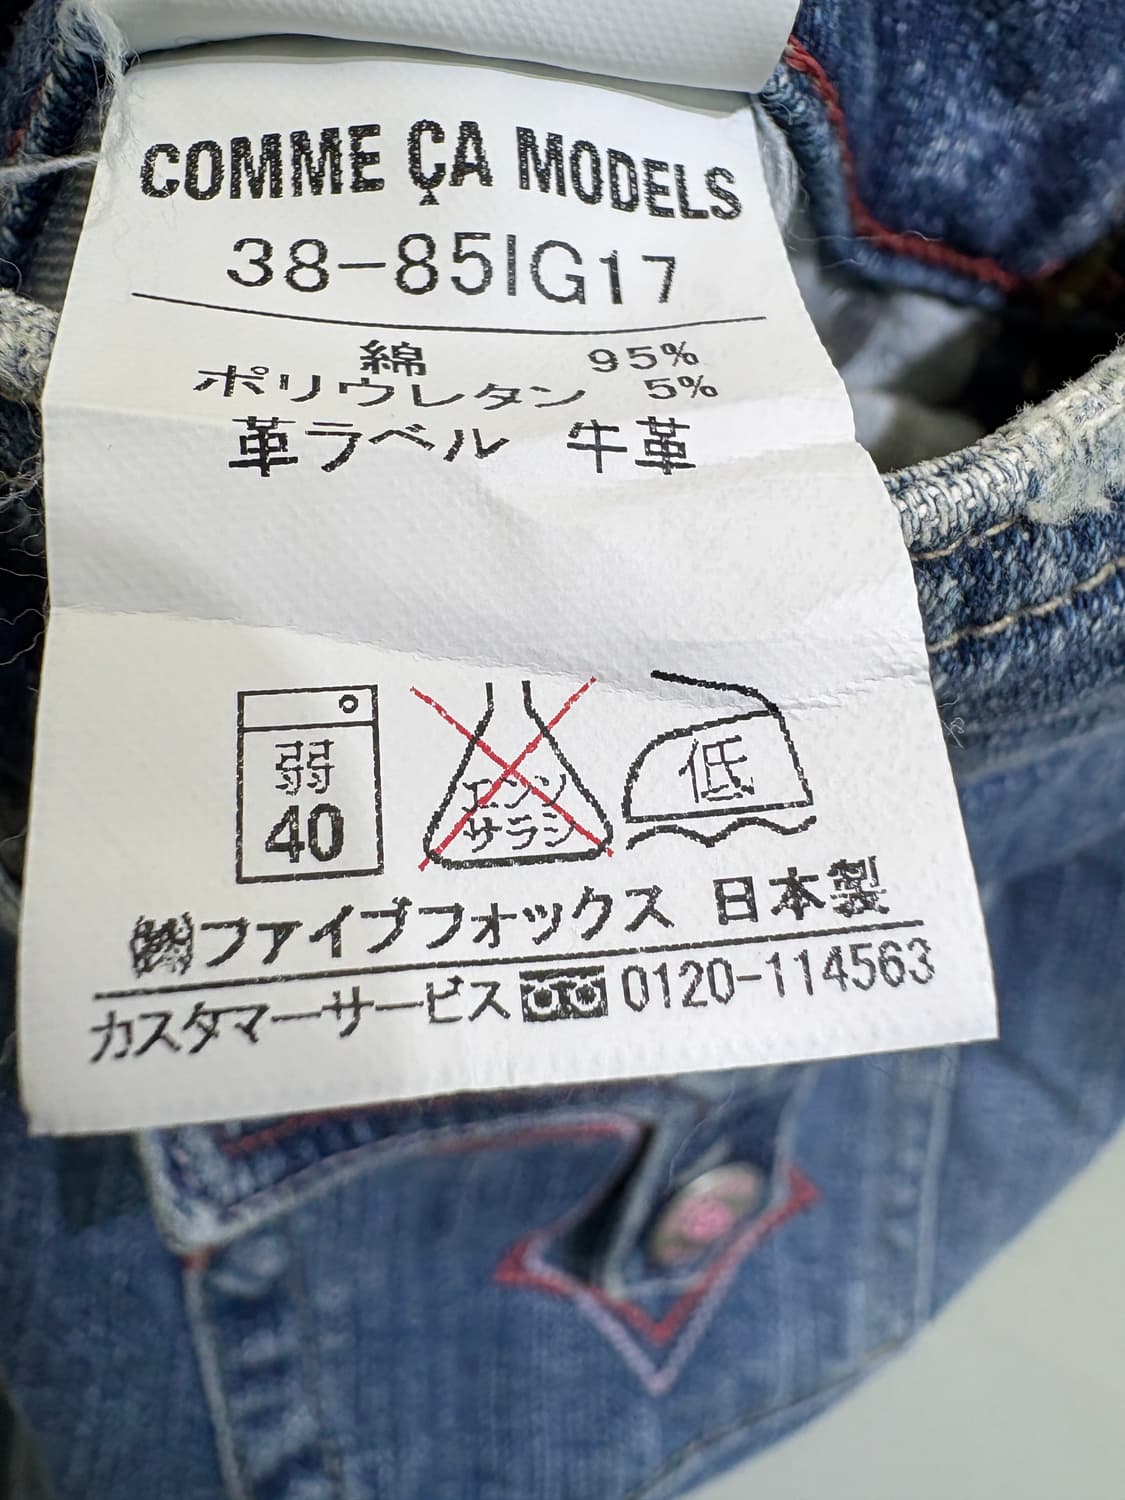 COMME ÇA MODELS
38-85IG17
綿 95%
ポリウレタン 5%
革ラベル 牛革
弱
40
エンソ
サラシ
低
㈱ファイブフォックス 日本製
カスタマーサービス 0120-114563